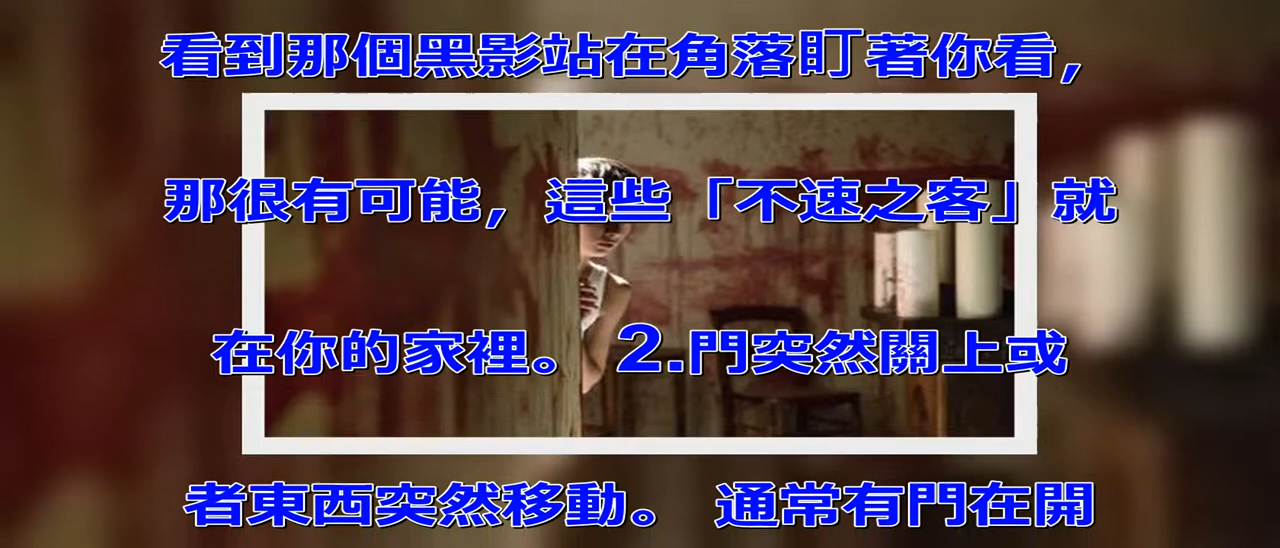 看到那個黑影站在角落盯著你看，
那很有可能，這些「不速之客」就
在你的家裡。 2.門突然關上或
者東西突然移動。 通常有門在開